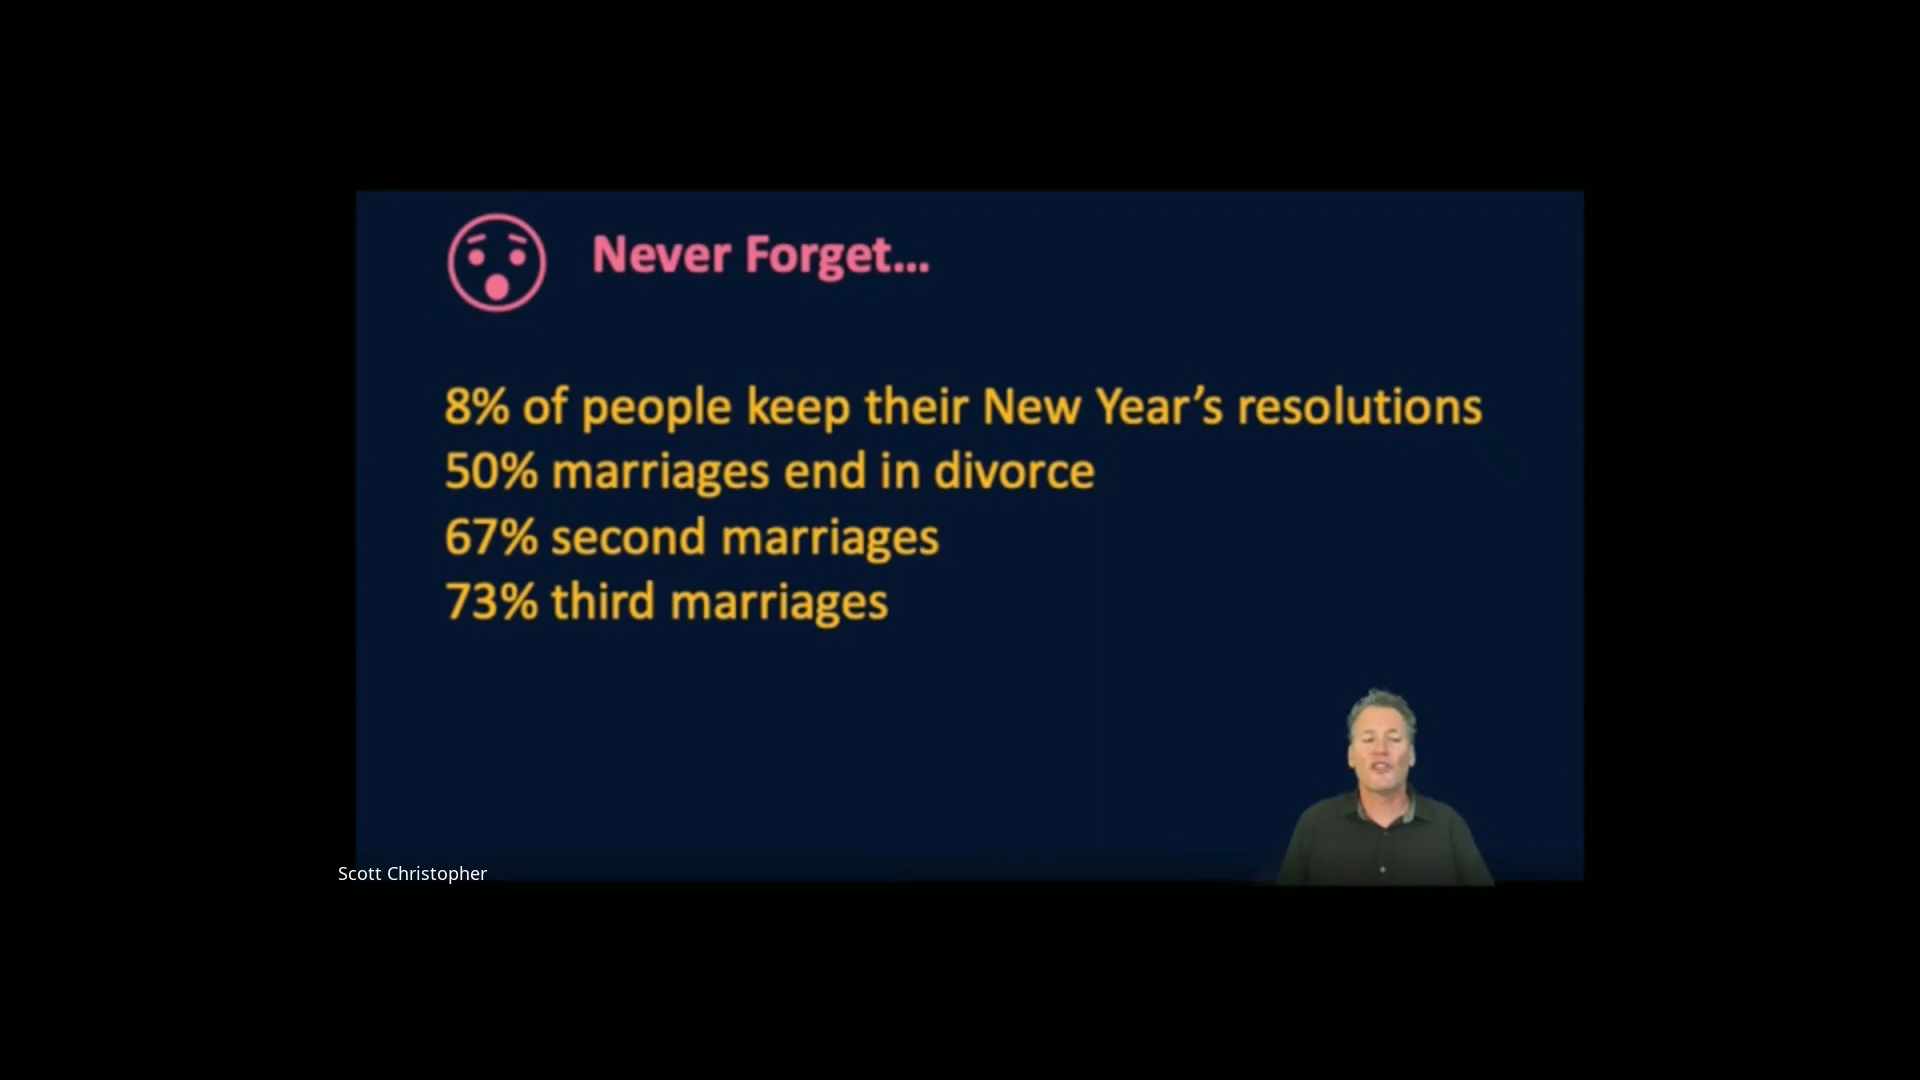 Never Forget...
8% of people keep their New Year’s resolutions
50% marriages end in divorce
67% second marriages
73% third marriages
Scott Christopher